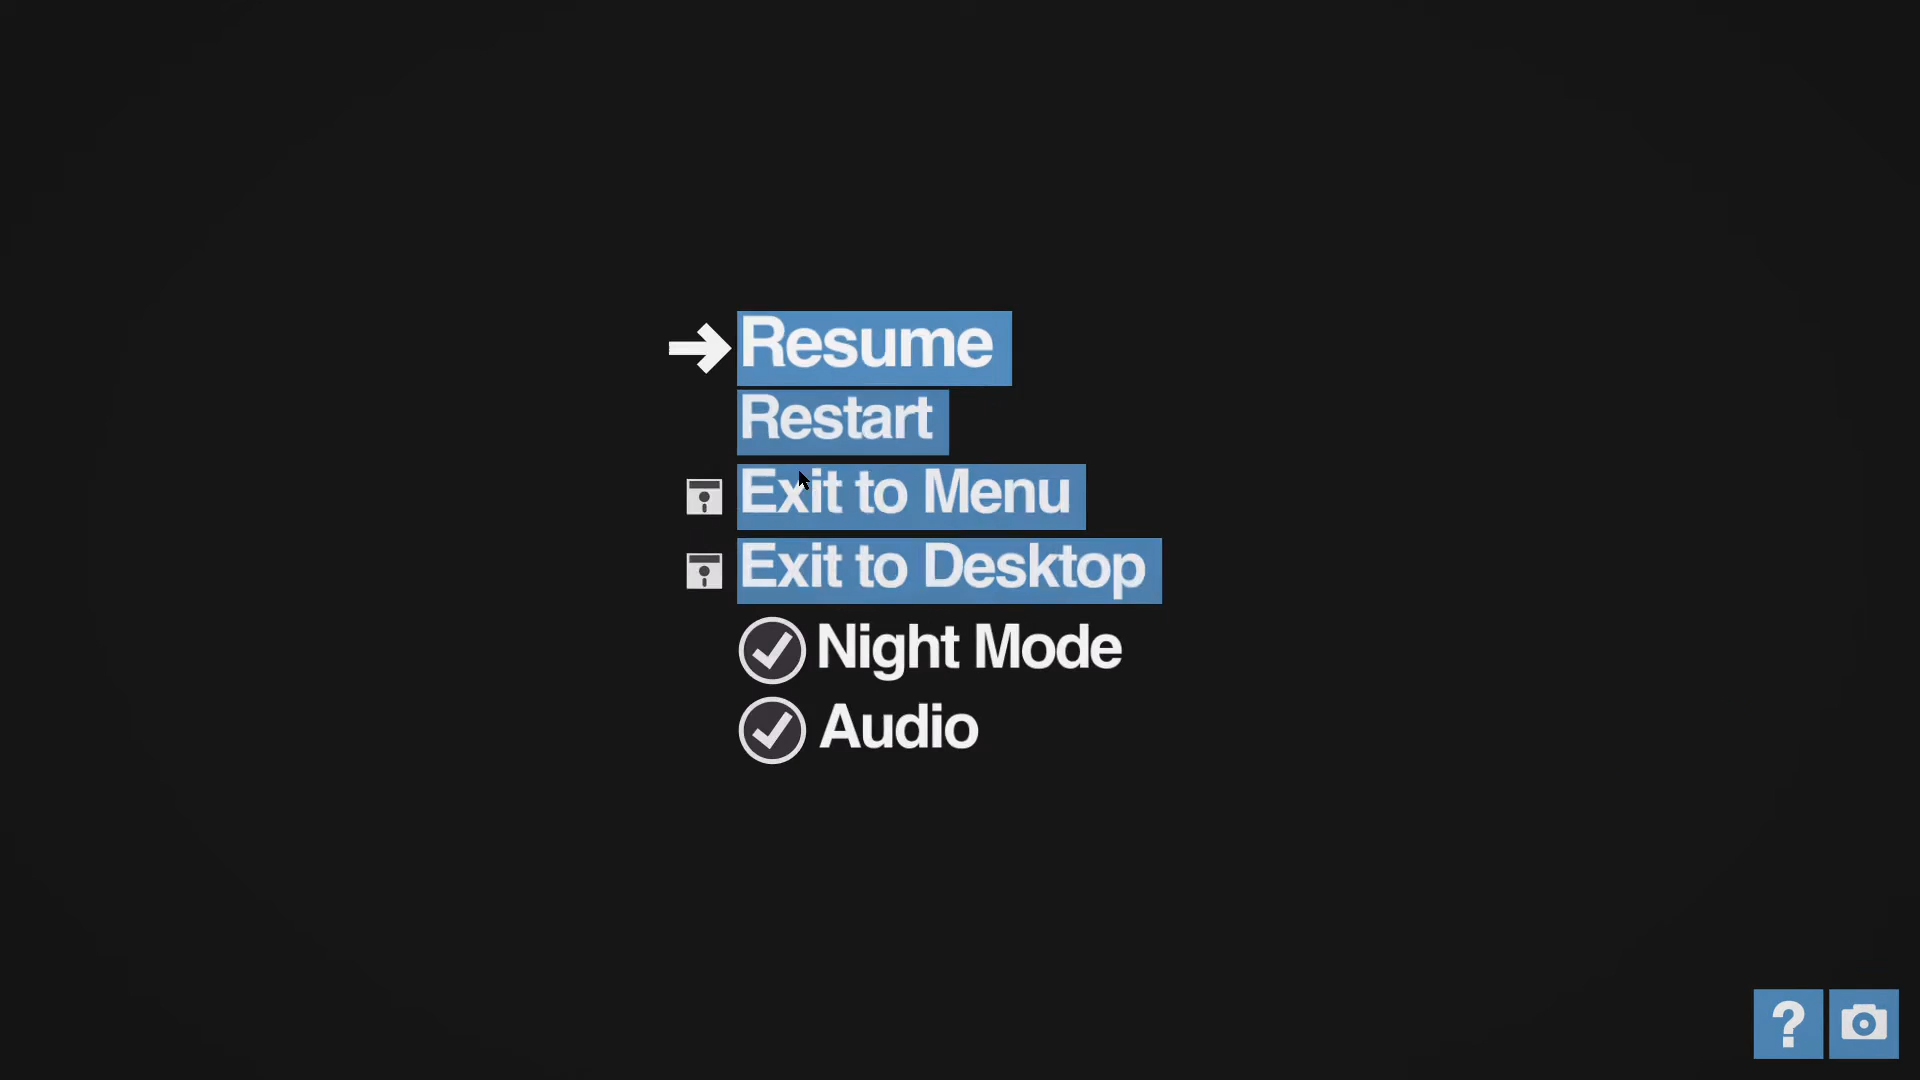 Resume
Restart
Exit to Menu
Exit to Desktop
Night Mode
Audio
?